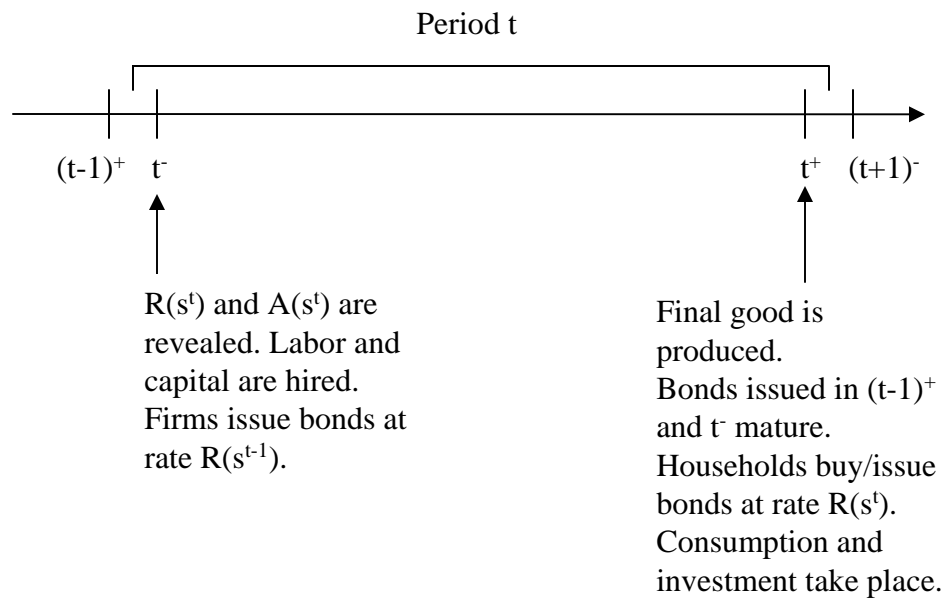 Period t
(t-1)⁺ t⁻ t⁺ (t+1)⁻
R(sᵗ) and A(sᵗ) are
revealed. Labor and
capital are hired.
Firms issue bonds at
rate R(sᵗ⁻¹).
Final good is
produced.
Bonds issued in (t-1)⁺
and t⁻ mature.
Households buy/issue
bonds at rate R(sᵗ).
Consumption and
investment take place.